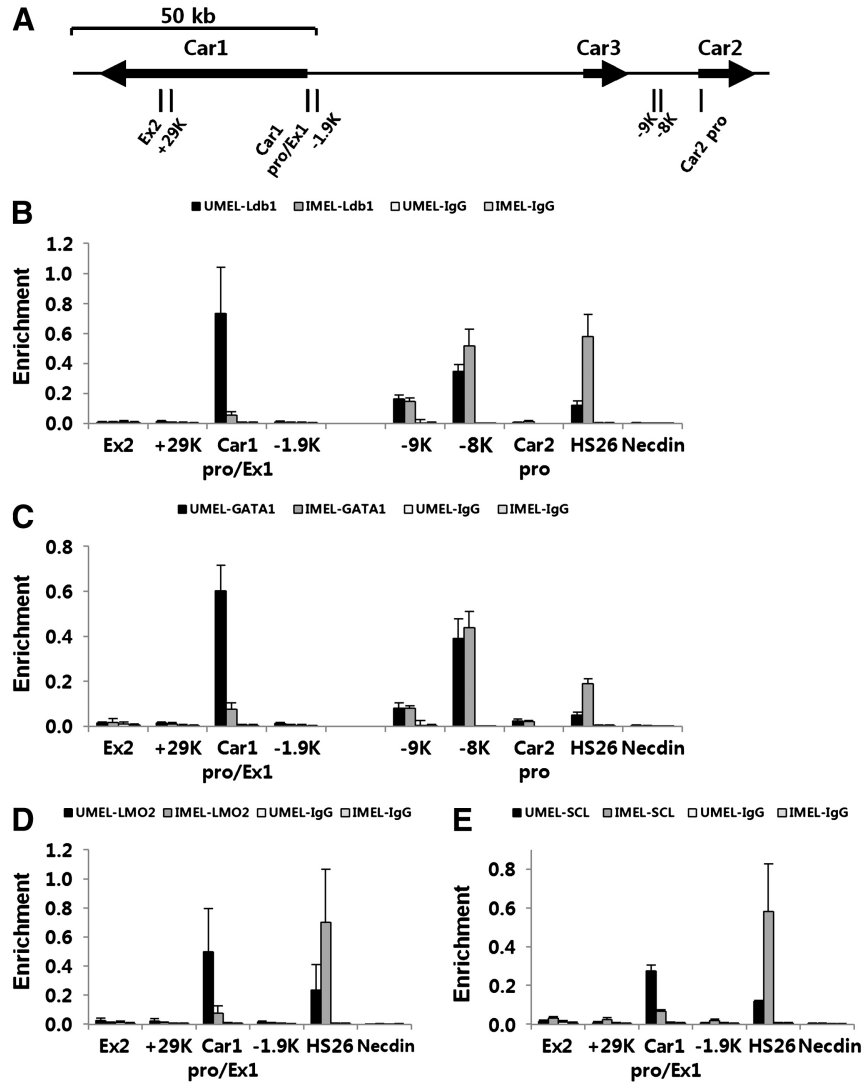 A
50 kb
Car1 Car3 Car2
Ex2
+29K
Car1
pro/Ex1
-1.9K
-9K
-8K
Car2 pro
B
UMEL-Ldb1 IMEL-Ldb1 UMEL-IgG IMEL-IgG
Enrichment
1.2
1.0
0.8
0.6
0.4
0.2
0.0
Ex2 +29K Car1 -1.9K -9K -8K Car2 HS26 Necdin
pro/Ex1 pro
C
UMEL-GATA1 IMEL-GATA1 UMEL-IgG IMEL-IgG
Enrichment
0.8
0.6
0.4
0.2
0.0
Ex2 +29K Car1 -1.9K -9K -8K Car2 HS26 Necdin
pro/Ex1 pro
D
UMEL-LMO2 IMEL-LMO2 UMEL-IgG IMEL-IgG
Enrichment
1.2
1.0
0.8
0.6
0.4
0.2
0.0
Ex2 +29K Car1 -1.9K HS26 Necdin
pro/Ex1
E
UMEL-SCL IMEL-SCL UMEL-IgG IMEL-IgG
Enrichment
0.8
0.6
0.4
0.2
0.0
Ex2 +29K Car1 -1.9K HS26 Necdin
pro/Ex1